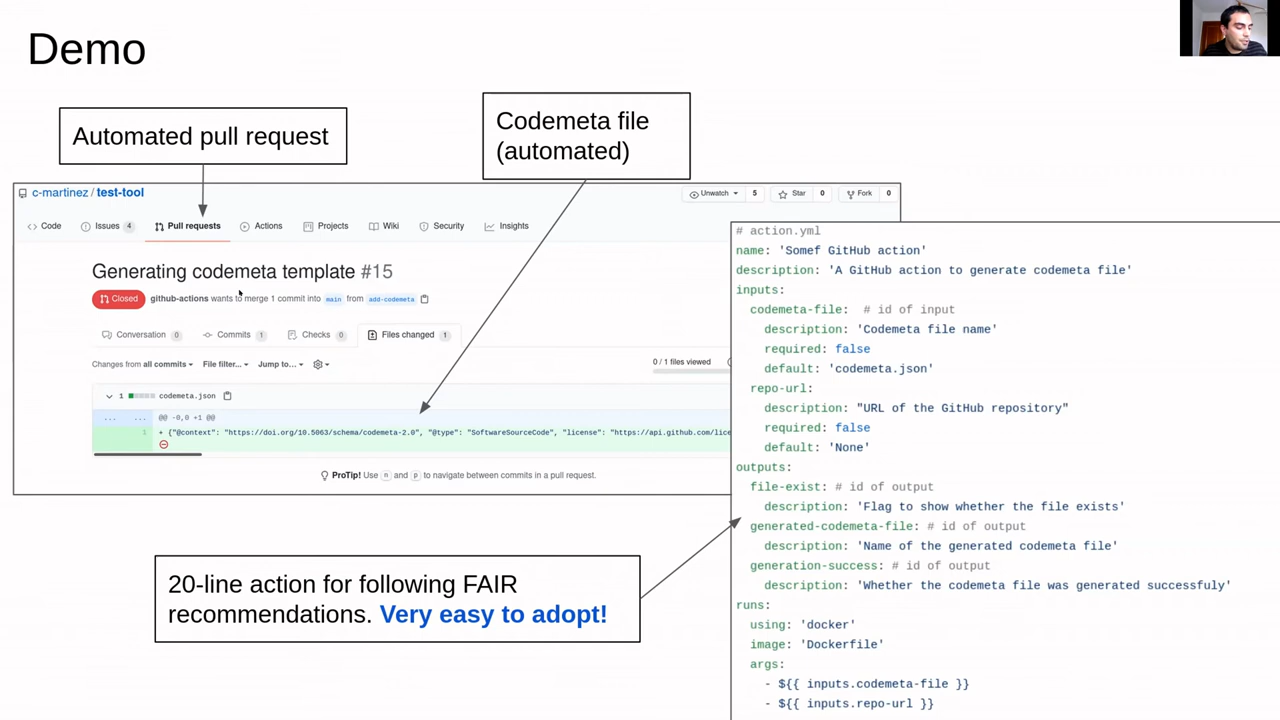 Demo
Automated pull request
Codemeta file
(automated)
c-martinez / test-tool
Unwatch 5 Star 0 Fork 0
Code Issues 4 Pull requests Actions Projects Wiki Security Insights
Generating codemeta template #15
Closed github-actions wants to merge 1 commit into main from add-codemeta
Conversation 0 Commits 1 Checks 0 Files changed 1
Changes from all commits File filter... Jump to...
0 / 1 files viewed
1 codemeta.json
... ... @@ -0,0 +1 @@
1 + {"@context": "https://doi.org/10.5063/schema/codemeta-2.0", "@type": "SoftwareSourceCode", "license": "https://api.github.com/lice
ProTip! Use n and p to navigate between commits in a pull request.
20-line action for following FAIR
recommendations. Very easy to adopt!
# action.yml
name: 'Somef GitHub action'
description: 'A GitHub action to generate codemeta file'
inputs:
codemeta-file: # id of input
description: 'Codemeta file name'
required: false
default: 'codemeta.json'
repo-url:
description: "URL of the GitHub repository"
required: false
default: 'None'
outputs:
file-exist: # id of output
description: 'Flag to show whether the file exists'
generated-codemeta-file: # id of output
description: 'Name of the generated codemeta file'
generation-success: # id of output
description: 'Whether the codemeta file was generated successfuly'
runs:
using: 'docker'
image: 'Dockerfile'
args:
- ${{ inputs.codemeta-file }}
- ${{ inputs.repo-url }}